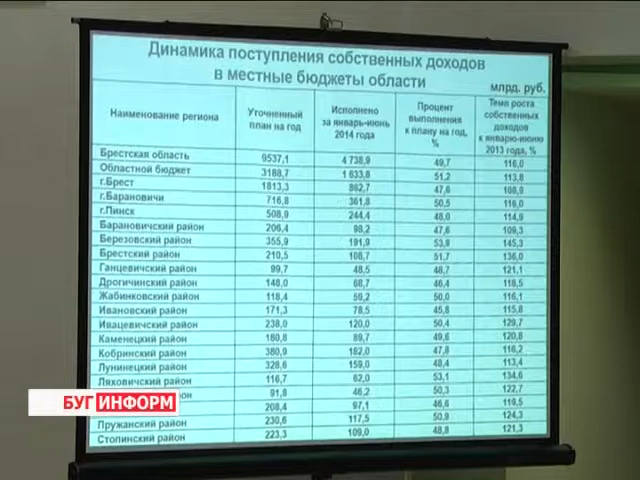 Динамика поступления собственных доходов
в местные бюджеты области
млрд. руб.
Наименование региона Уточненный план на год Исполнено за январь-июнь 2014 года Процент выполнения к плану на год, % Темп роста собственных доходов к январю-июню 2013 года, %
Брестская область 9537,1 4 738,9 49,7 116,0
Областной бюджет 3188,7 1 633,8 51,2 113,8
г.Брест 1813,3 862,7 47,6 108,9
г.Барановичи 716,8 361,8 50,5 116,0
г.Пинск 508,9 244,4 48,0 114,9
Барановичский район 206,4 98,2 47,6 109,3
Березовский район 355,9 191,9 53,9 145,3
Брестский район 210,5 108,7 51,7 136,0
Ганцевичский район 99,7 48,5 48,7 121,1
Дрогичинский район 148,0 68,7 46,4 118,5
Жабинковский район 118,4 59,2 50,0 116,1
Ивановский район 171,3 78,5 45,8 115,8
Ивацевичский район 238,0 120,0 50,4 129,7
Каменецкий район 180,8 89,7 49,6 120,8
Кобринский район 380,9 182,0 47,8 118,2
Лунинецкий район 328,6 159,0 48,4 113,4
Ляховичский район 116,7 62,0 53,1 134,6
91,8 46,2 50,3 122,7
208,4 97,1 46,6 119,5
Пружанский район 230,6 117,5 50,9 124,3
Столинский район 223,3 109,0 48,8 121,3
БУГ ИНФОРМ